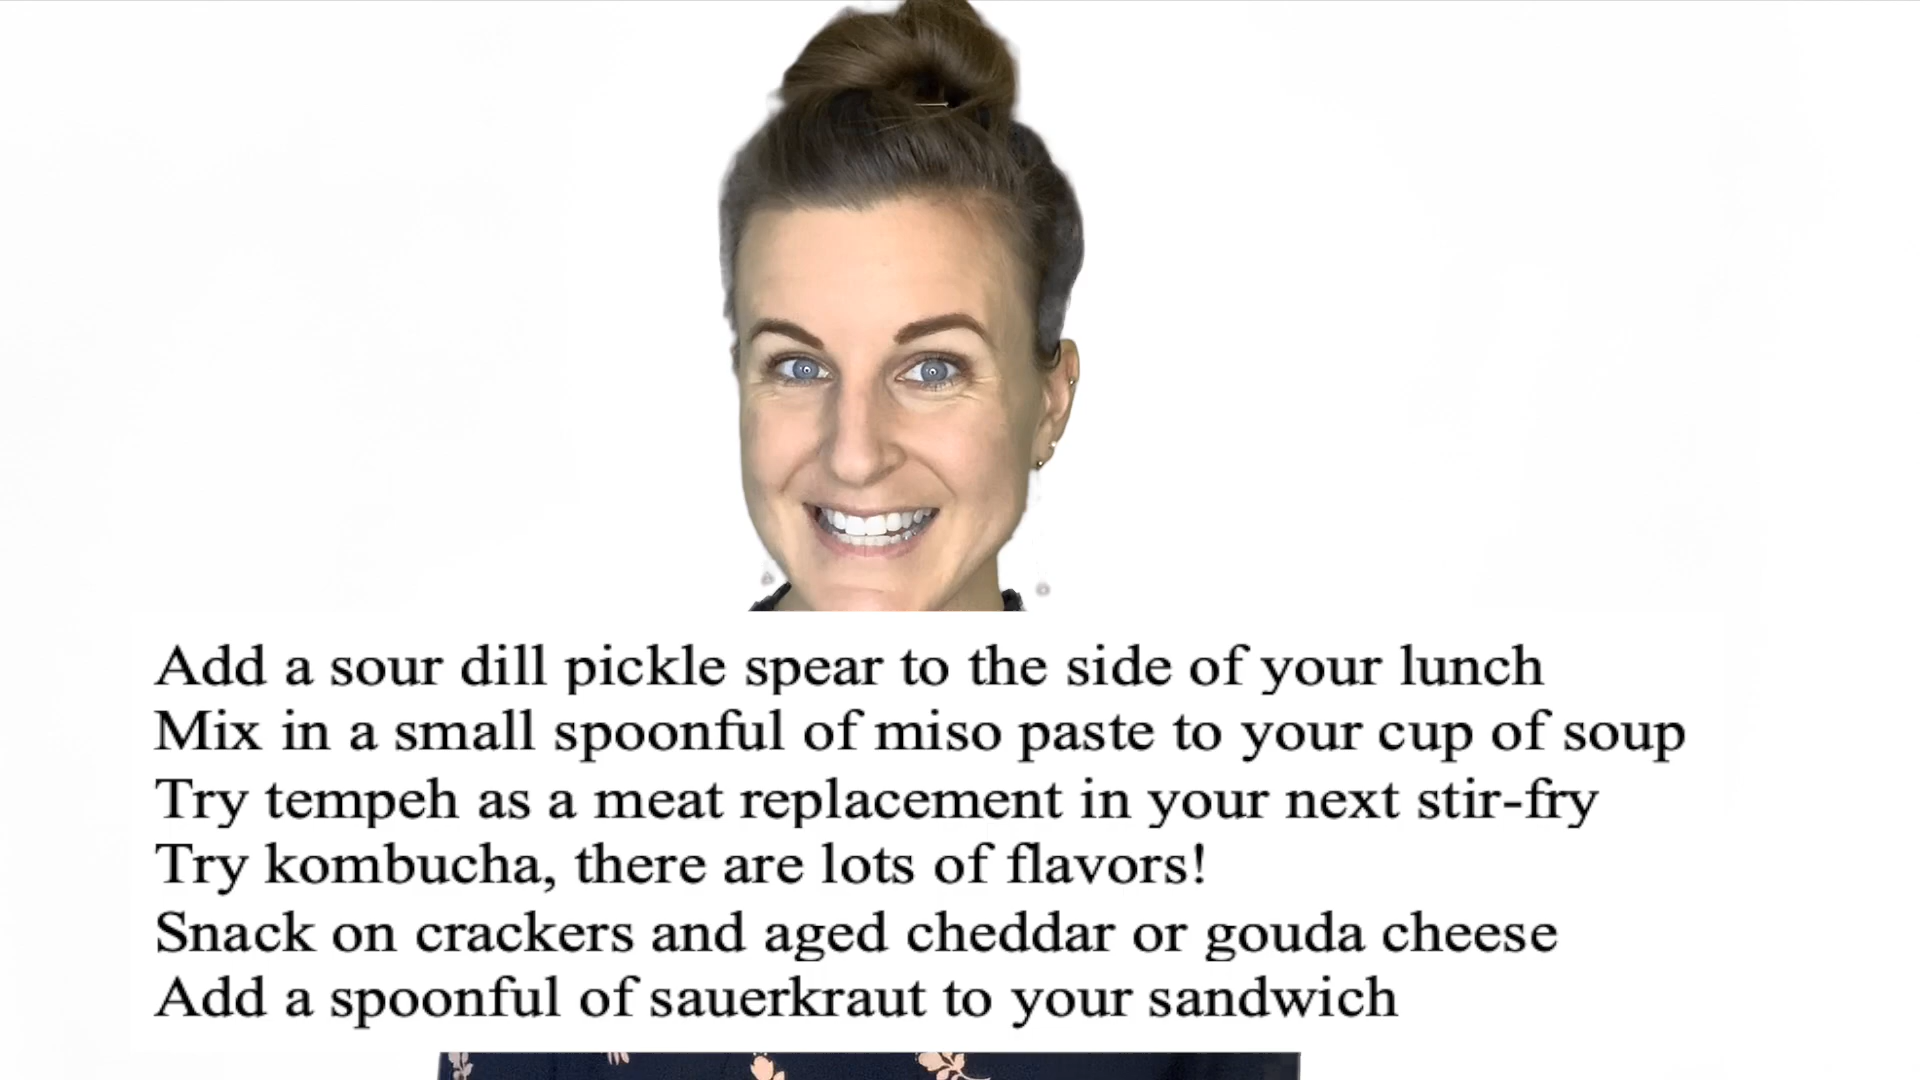 Add a sour dill pickle spear to the side of your lunch
Mix in a small spoonful of miso paste to your cup of soup
Try tempeh as a meat replacement in your next stir-fry
Try kombucha, there are lots of flavors!
Snack on crackers and aged cheddar or gouda cheese
Add a spoonful of sauerkraut to your sandwich